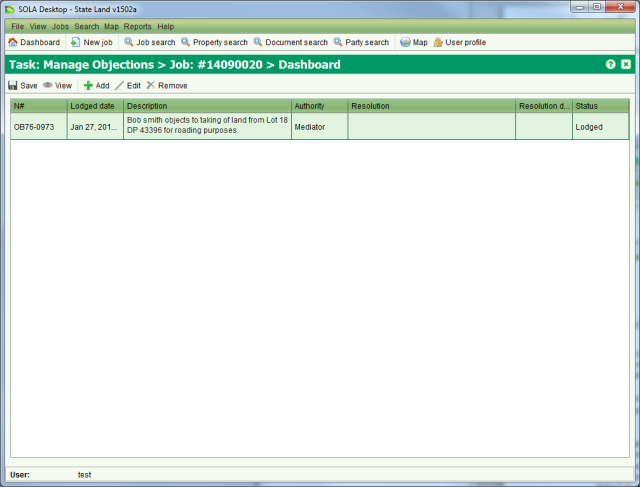 SOLA Desktop - State Land v1502a
File View Jobs Search Map Reports Help
Dashboard New job Job search Property search Document search Party search Map User profile
Task: Manage Objections > Job: #14090020 > Dashboard
Save View Add Edit Remove
N# Lodged date Description Authority Resolution Resolution d... Status
OB76-0973 Jan 27, 201... Bob smith objects to taking of land from Lot 18 Mediator Lodged
DP 43396 for roading purposes.
User: test